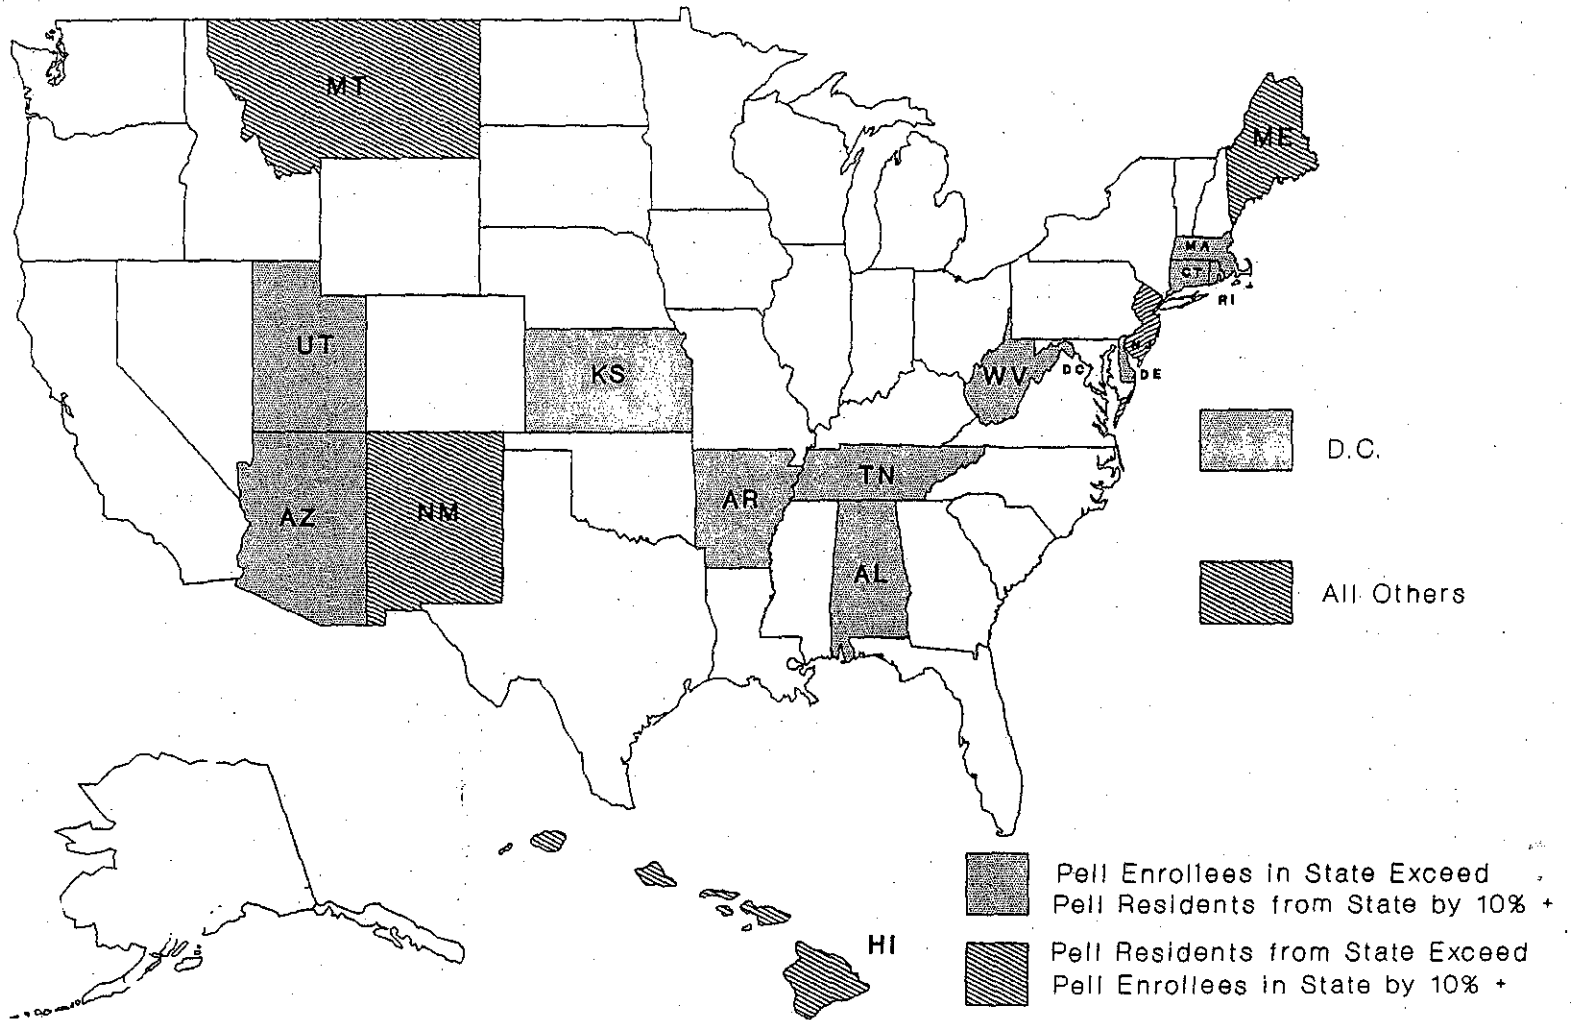 MT
ME
MA
CT
RI
UT
KS
WV
DC
NJ
DE
D.C.
AR
TN
AZ
NM
AL
All Others
Pell Enrollees in State Exceed
Pell Residents from State by 10% +
HI
Pell Residents from State Exceed
Pell Enrollees in State by 10% +